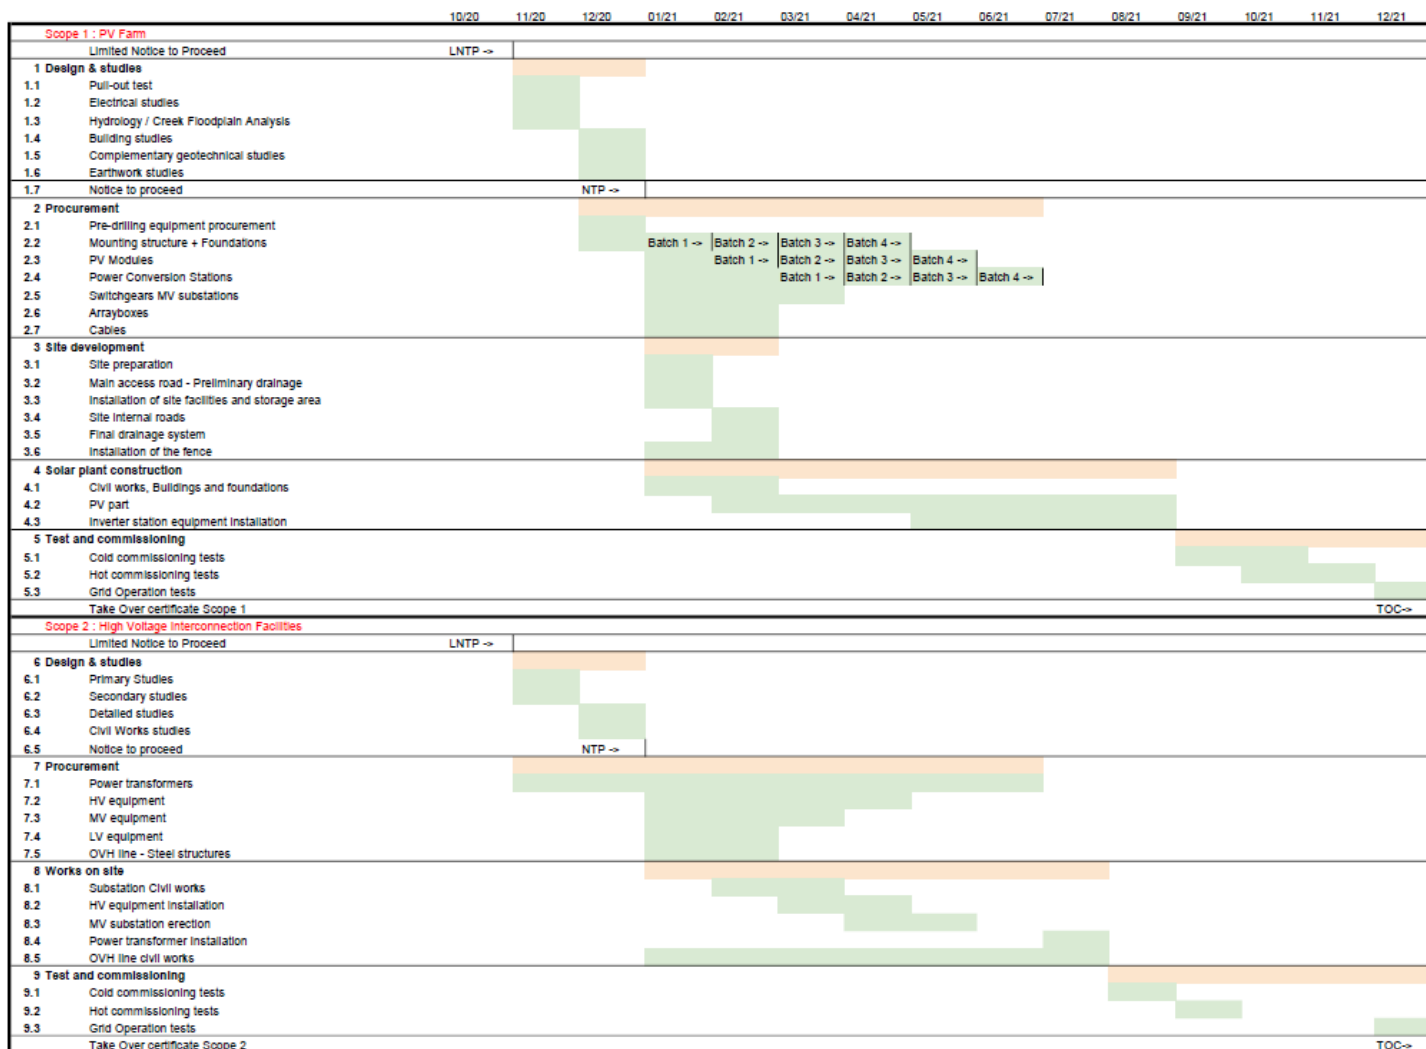 10/20 11/20 12/20 01/21 02/21 03/21 04/21 05/21 06/21 07/21 08/21 09/21 10/21 11/21 12/21
Scope 1 : PV Farm
Limited Notice to Proceed LNTP ->
1 Design & studies
1.1 Pull-out test
1.2 Electrical studies
1.3 Hydrology / Creek Floodplain Analysis
1.4 Building studies
1.5 Complementary geotechnical studies
1.6 Earthwork studies
1.7 Notice to proceed NTP ->
2 Procurement
2.1 Pre-drilling equipment procurement
2.2 Mounting structure + Foundations Batch 1 -> Batch 2 -> Batch 3 -> Batch 4 ->
2.3 PV Modules Batch 1 -> Batch 2 -> Batch 3 -> Batch 4 ->
2.4 Power Conversion Stations Batch 1 -> Batch 2 -> Batch 3 -> Batch 4 ->
2.5 Switchgears MV substations
2.6 Arrayboxes
2.7 Cables
3 Site development
3.1 Site preparation
3.2 Main access road - Preliminary drainage
3.3 Installation of site facilities and storage area
3.4 Site internal roads
3.5 Final drainage system
3.6 Installation of the fence
4 Solar plant construction
4.1 Civil works, Buildings and foundations
4.2 PV part
4.3 Inverter station equipment installation
5 Test and commissioning
5.1 Cold commissioning tests
5.2 Hot commissioning tests
5.3 Grid Operation tests
Take Over certificate Scope 1 TOC->
Scope 2 : High Voltage Interconnection Facilities
Limited Notice to Proceed LNTP ->
6 Design & studies
6.1 Primary Studies
6.2 Secondary studies
6.3 Detailed studies
6.4 Civil Works studies
6.5 Notice to proceed NTP ->
7 Procurement
7.1 Power transformers
7.2 HV equipment
7.3 MV equipment
7.4 LV equipment
7.5 OVH line - Steel structures
8 Works on site
8.1 Substation Civil works
8.2 HV equipment installation
8.3 MV substation erection
8.4 Power transformer installation
8.5 OVH line civil works
9 Test and commissioning
9.1 Cold commissioning tests
9.2 Hot commissioning tests
9.3 Grid Operation tests
Take Over certificate Scope 2 TOC->